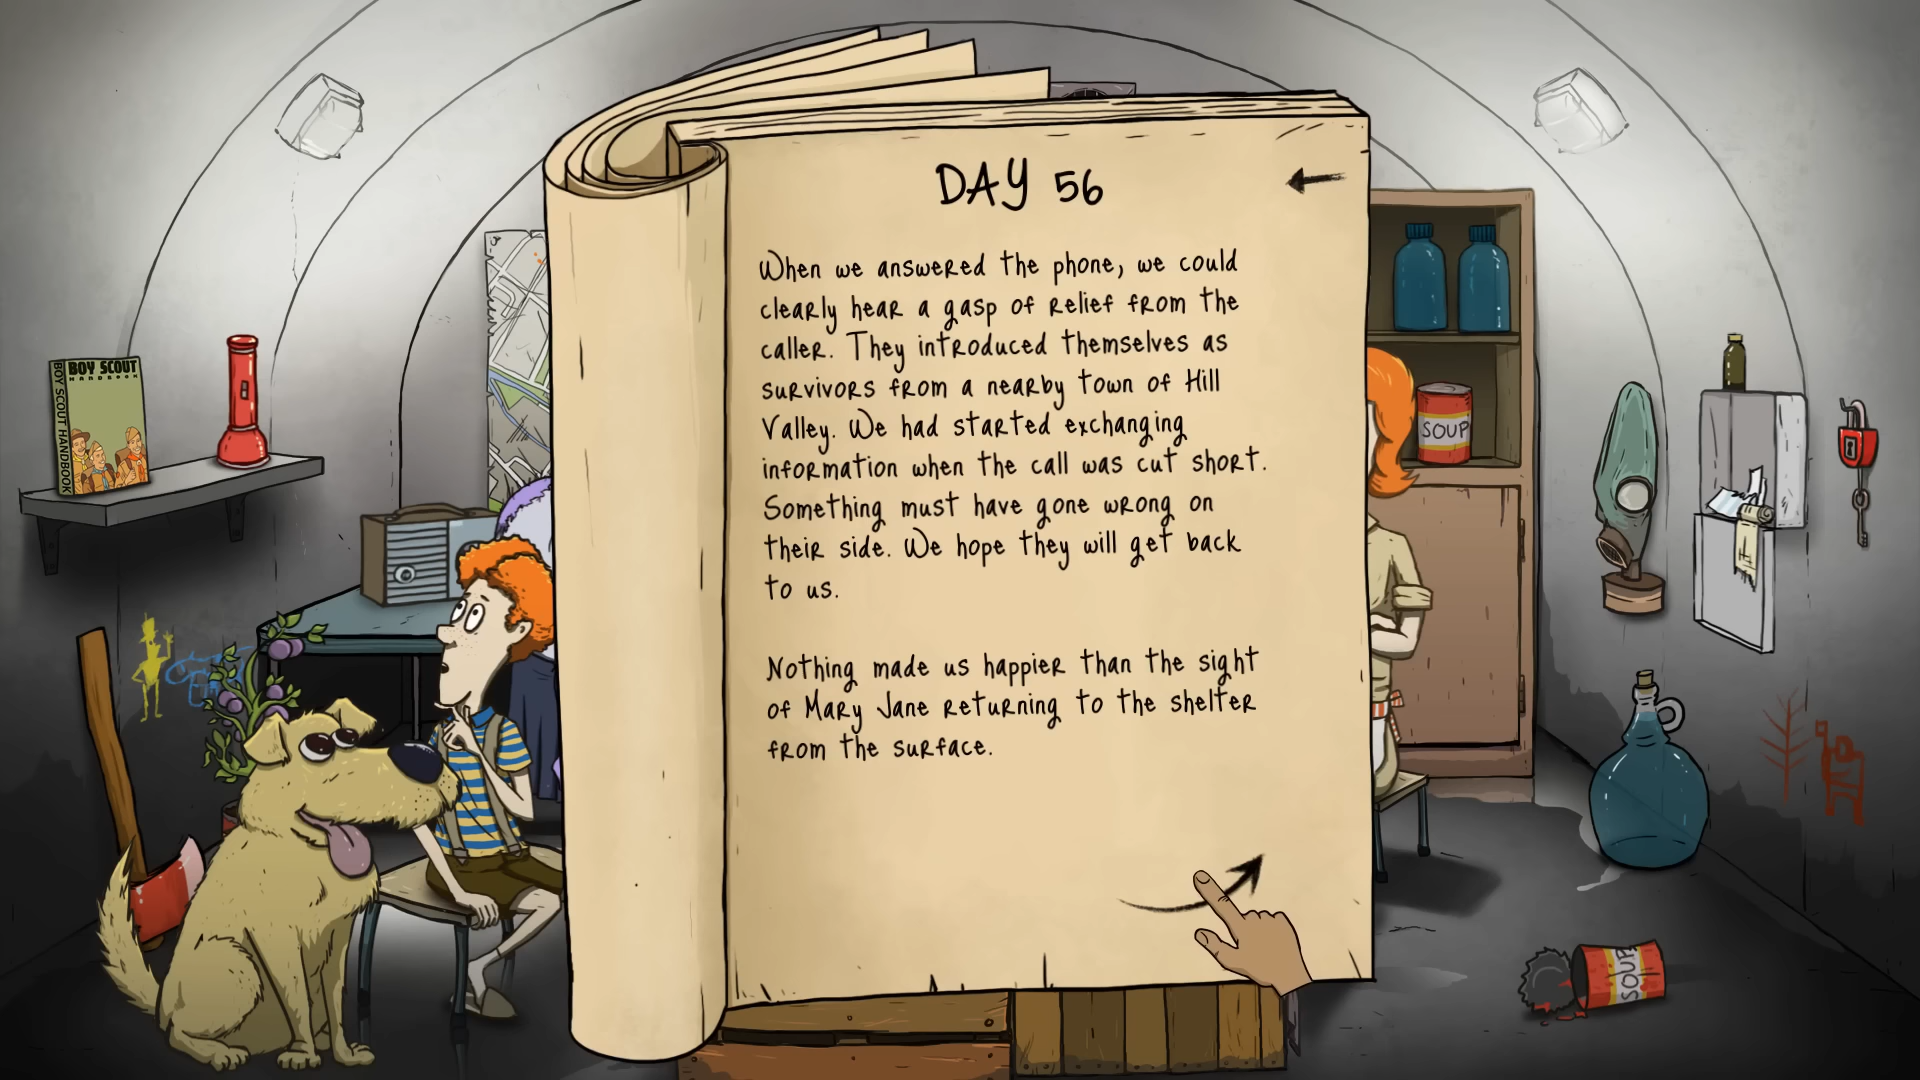 DAY 56
When we answered the phone, we could
clearly hear a gasp of relief from the
caller. They introduced themselves as
survivors from a nearby town of Hill
Valley. We had started exchanging
information when the call was cut short.
Something must have gone wrong on
their side. We hope they will get back
to us.
Nothing made us happier than the sight
of Mary Jane returning to the shelter
from the surface.
BOY SCOUT
HANDBOOK
BOY SCOUT HANDBOOK
SOUP
SOUP